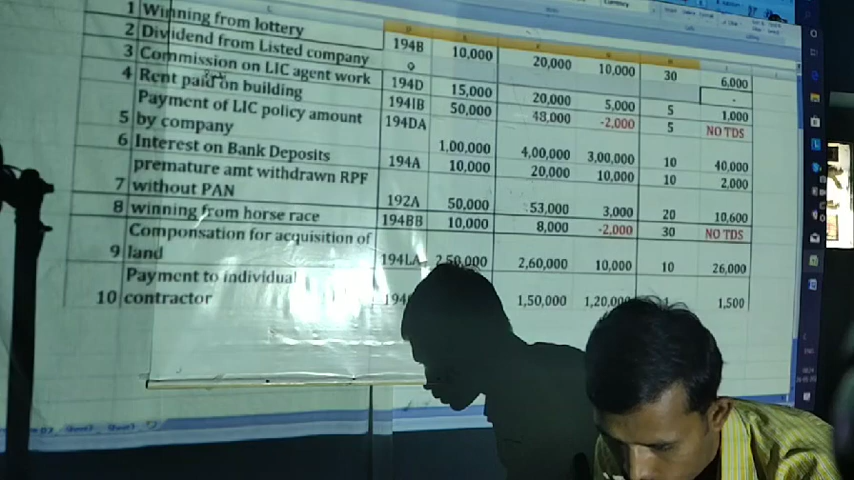 1 Winning from lottery 194B 10,000 20,000 10,000 30 6,000
2 Dividend from Listed company 0 -
3 Commission on LIC agent work 194D 15,000 20,000 5,000 5 1,000
4 Rent paid on building 194IB 50,000 48,000 -2,000 5 NO TDS
Payment of LIC policy amount 194DA
5 by company 1,00,000 4,00,000 3,00,000 10 40,000
6 Interest on Bank Deposits 194A 10,000 20,000 10,000 10 2,000
premature amt withdrawn RPF
7 without PAN 192A 50,000 53,000 3,000 20 10,600
8 winning from horse race 194BB 10,000 8,000 -2,000 30 NO TDS
Componsation for acquisition of
9 land 194LA 2,50,000 2,60,000 10,000 10 26,000
Payment to individual
10 contractor 1,50,000 1,20,000 1,500